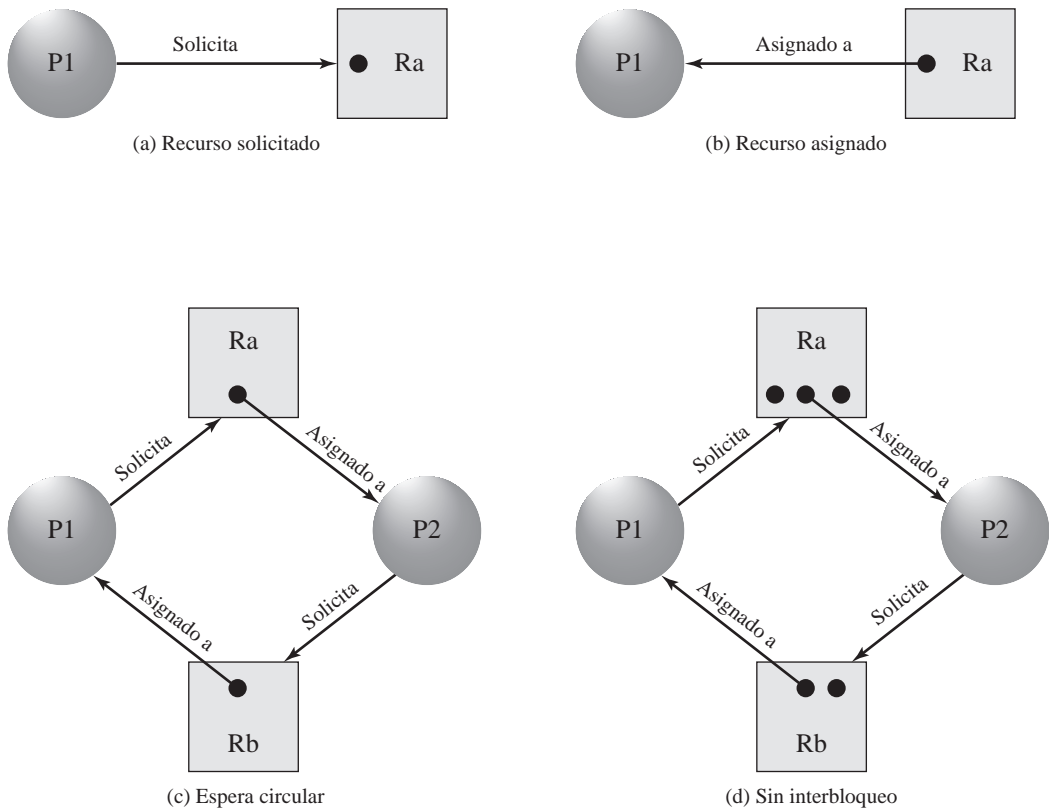 P1
Solicita
Ra
(a) Recurso solicitado
P1
Asignado a
Ra
(b) Recurso asignado
Ra
Solicita
Asignado a
P1
P2
Asignado a
Solicita
Rb
(c) Espera circular
Ra
Solicita
Asignado a
P1
P2
Asignado a
Solicita
Rb
(d) Sin interbloqueo